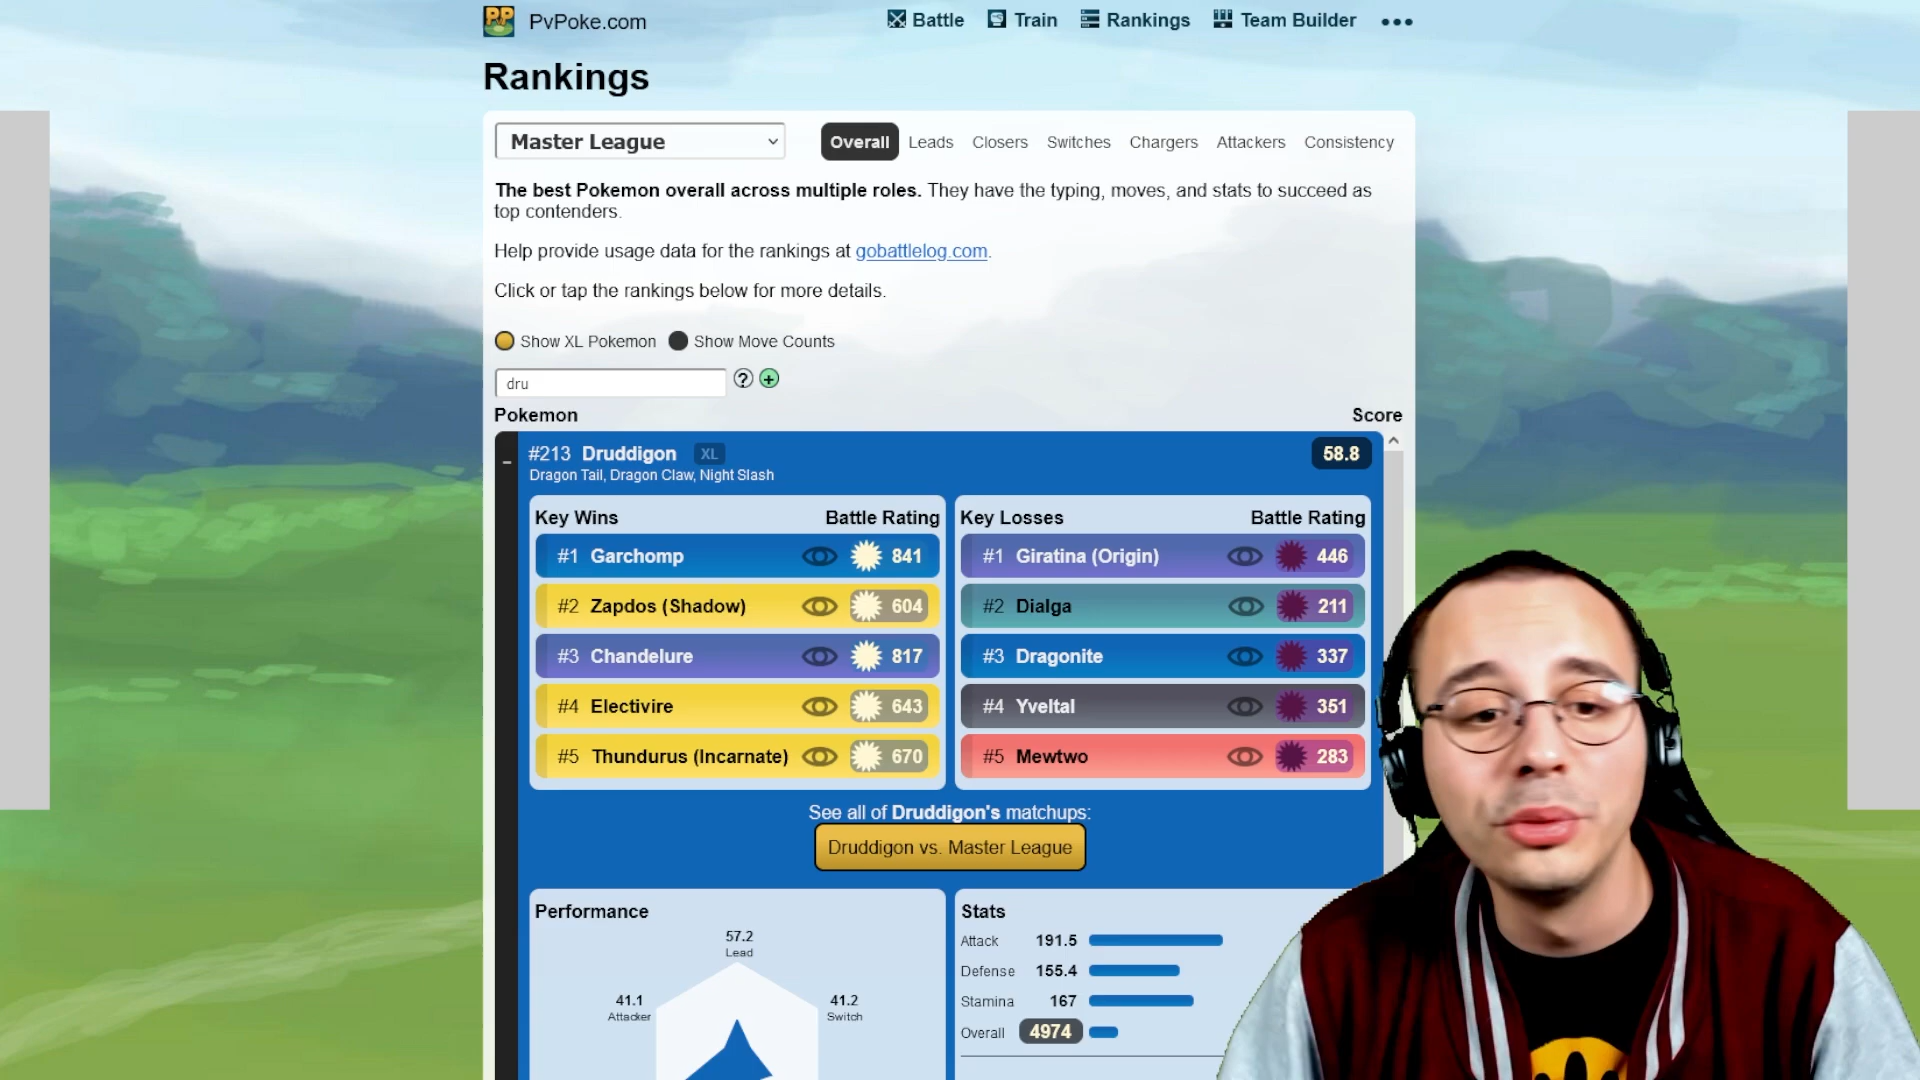 PvPoke.com
Battle
Train
Rankings
Team Builder
Rankings
Master League
Overall
Leads
Closers
Switches
Chargers
Attackers
Consistency
The best Pokemon overall across multiple roles. They have the typing, moves, and stats to succeed as
top contenders.
Help provide usage data for the rankings at gobattlelog.com.
Click or tap the rankings below for more details.
Show XL Pokemon
Show Move Counts
dru
?
+
Pokemon
Score
#213 Druddigon XL
58.8
Dragon Tail, Dragon Claw, Night Slash
Key Wins Battle Rating
#1 Garchomp 841
#2 Zapdos (Shadow) 604
#3 Chandelure 817
#4 Electivire 643
#5 Thundurus (Incarnate) 670
Key Losses Battle Rating
#1 Giratina (Origin) 446
#2 Dialga 211
#3 Dragonite 337
#4 Yveltal 351
#5 Mewtwo 283
See all of Druddigon's matchups:
Druddigon vs. Master League
Performance
57.2
Lead
41.1
Attacker
41.2
Switch
Stats
Attack 191.5
Defense 155.4
Stamina 167
Overall 4974